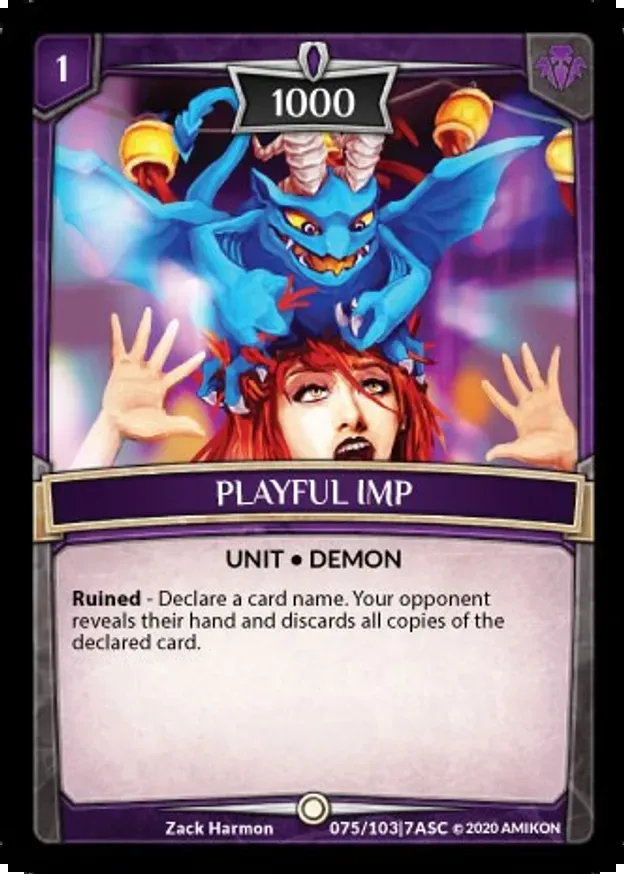 1
1000
PLAYFUL IMP
UNIT • DEMON
Ruined - Declare a card name. Your opponent
reveals their hand and discards all copies of the
declared card.
Zack Harmon 075/103|7ASC © 2020 AMIKON